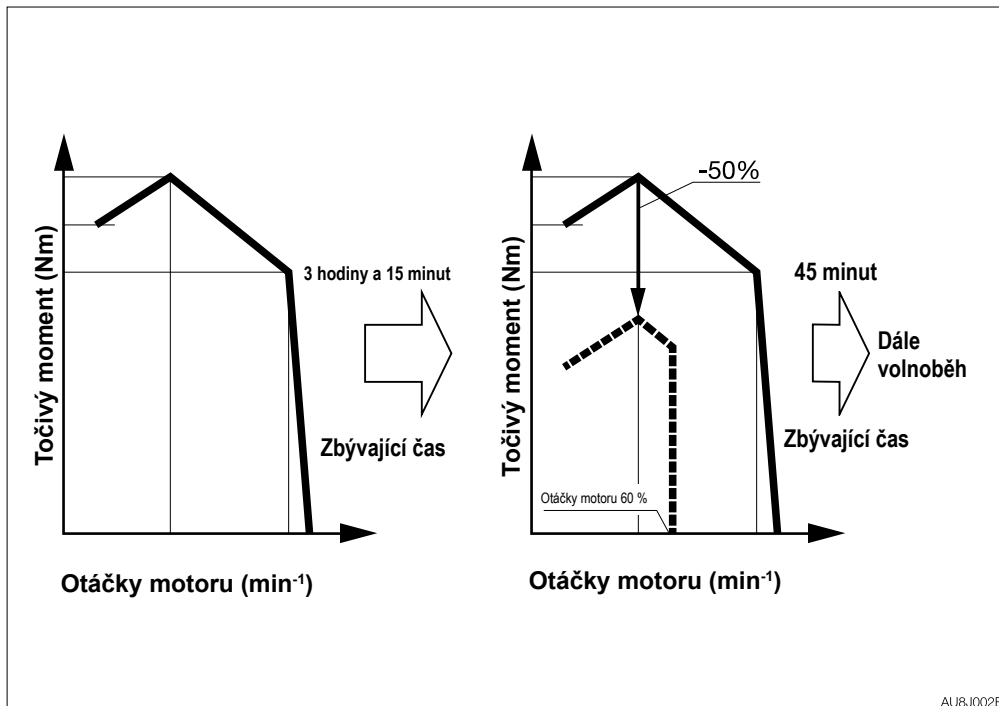 Točivý moment (Nm)
3 hodiny a 15 minut
Zbývající čas
Otáčky motoru (min⁻¹)
Točivý moment (Nm)
-50%
45 minut
Dále
volnoběh
Zbývající čas
Otáčky motoru 60 %
Otáčky motoru (min⁻¹)